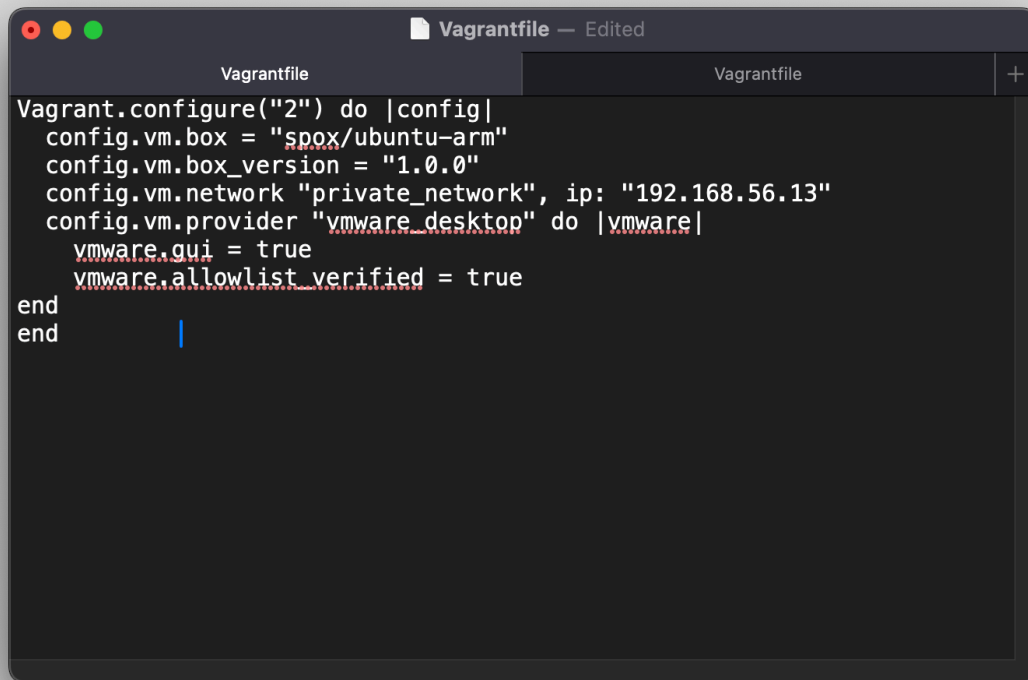 Vagrantfile — Edited
Vagrantfile
Vagrantfile
+
Vagrant.configure("2") do |config|
  config.vm.box = "spox/ubuntu-arm"
  config.vm.box_version = "1.0.0"
  config.vm.network "private_network", ip: "192.168.56.13"
  config.vm.provider "vmware_desktop" do |vmware|
    vmware.gui = true
    vmware.allowlist_verified = true
end
end